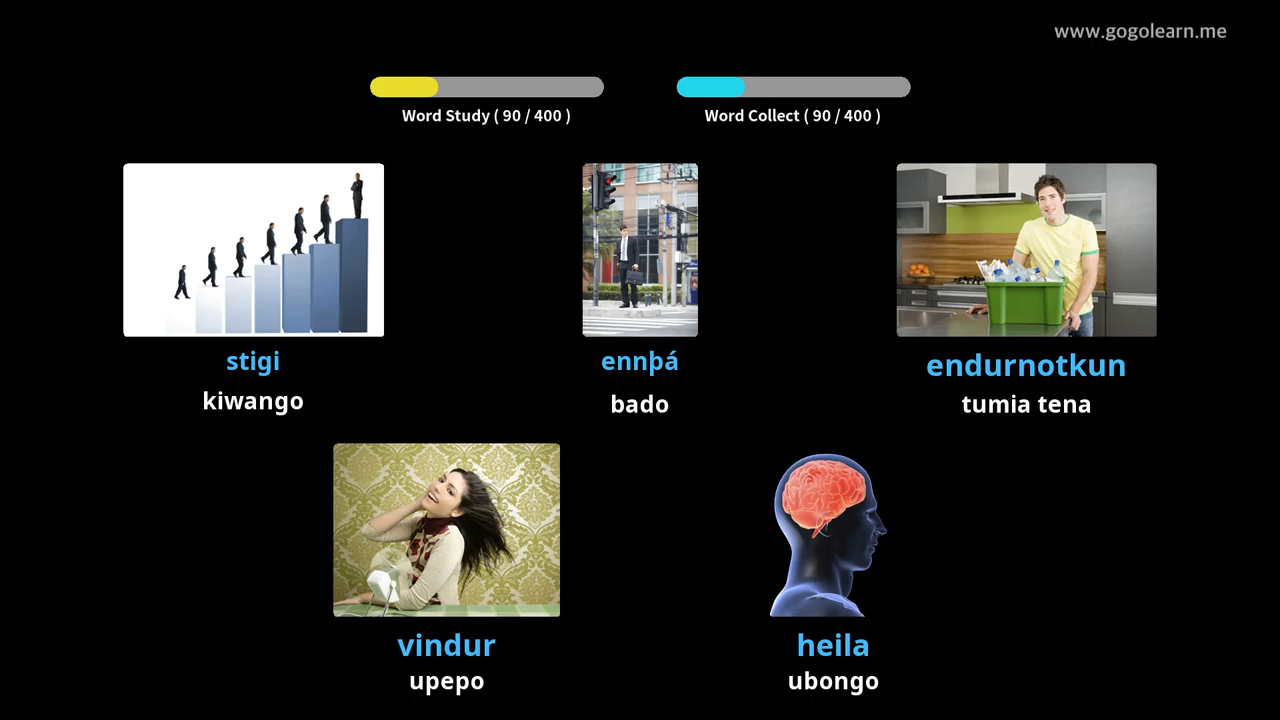 www.gogolearn.me
Word Study ( 90 / 400 )
Word Collect ( 90 / 400 )
stigi
kiwango
ennþá
bado
endurnotkun
tumia tena
vindur
upepo
heila
ubongo